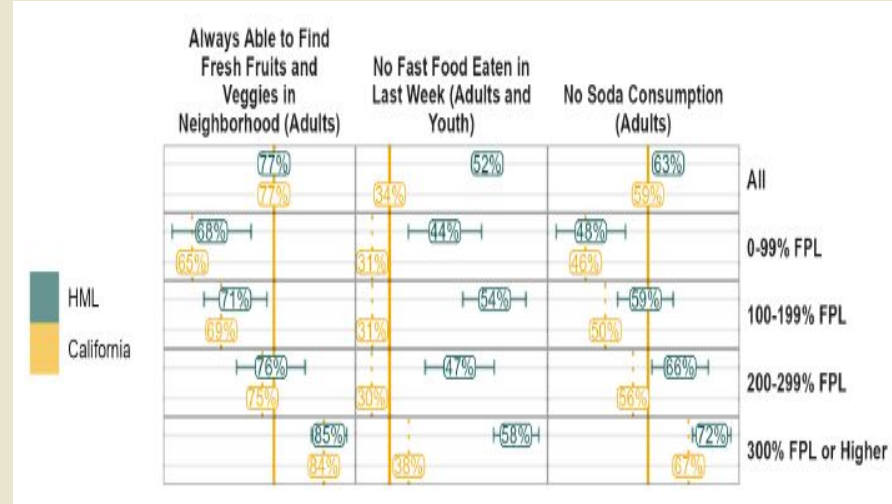 Always Able to Find
Fresh Fruits and
Veggies in
Neighborhood (Adults)
No Fast Food Eaten in
Last Week (Adults and
Youth)
No Soda Consumption
(Adults)
77% 52% 63%
77% 34% 59%
All
68% 44% 48%
65% 31% 46%
0-99% FPL
71% 54% 59%
69% 31% 50%
100-199% FPL
76% 47% 66%
75% 30% 56%
200-299% FPL
85% 58% 72%
84% 38% 67%
300% FPL or Higher
HML
California